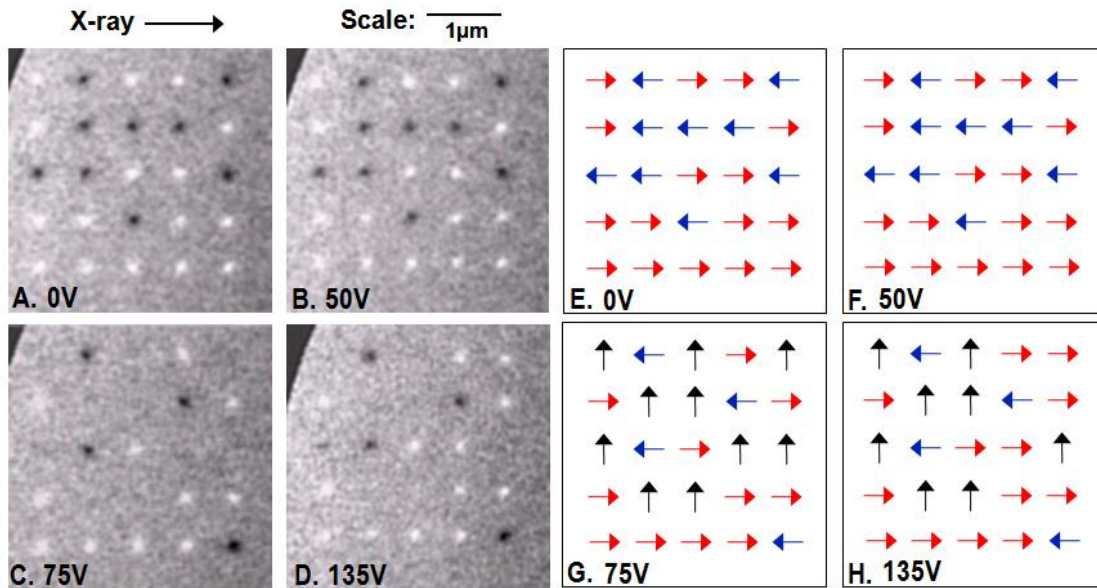 X-ray
Scale:
1µm
A. 0V
B. 50V
E. 0V
F. 50V
C. 75V
D. 135V
G. 75V
H. 135V